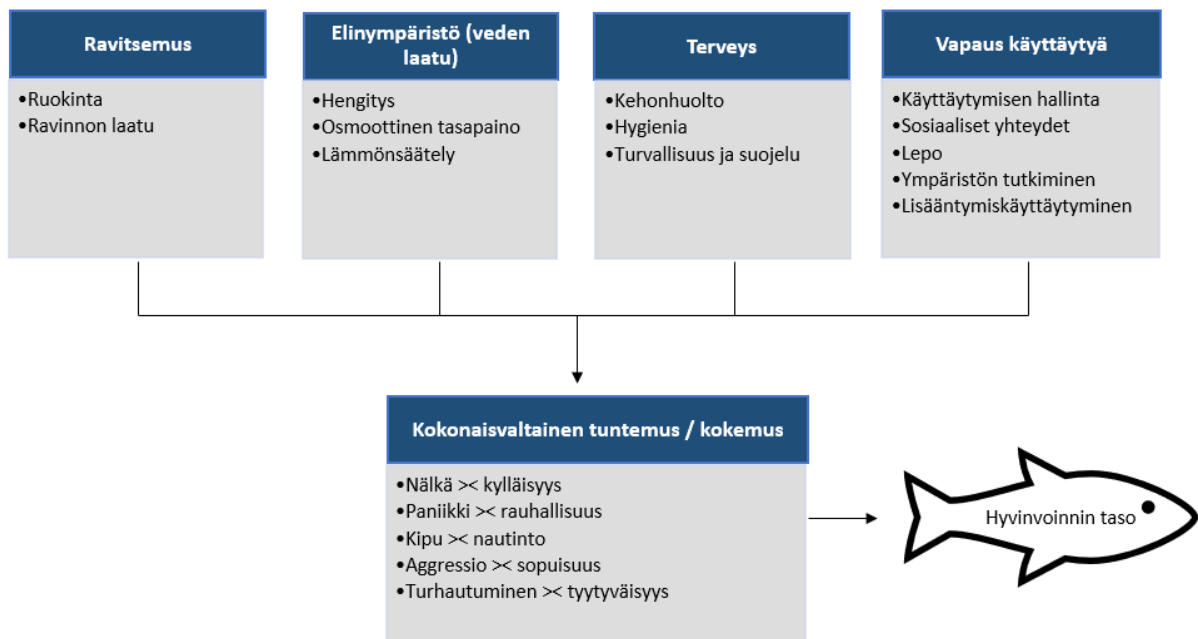 Ravitsemus
•Ruokinta
•Ravinnon laatu
Elinympäristö (veden
laatu)
•Hengitys
•Osmoottinen tasapaino
•Lämmönsäätely
Terveys
•Kehonhuolto
•Hygienia
•Turvallisuus ja suojelu
Vapaus käyttäytyä
•Käyttäytymisen hallinta
•Sosiaaliset yhteydet
•Lepo
•Ympäristön tutkiminen
•Lisääntymiskäyttäytyminen
Kokonaisvaltainen tuntemus / kokemus
•Nälkä >< kylläisyys
•Paniikki >< rauhallisuus
•Kipu >< nautinto
•Aggressio >< sopuisuus
•Turhautuminen >< tyytyväisyys
Hyvinvoinnin taso